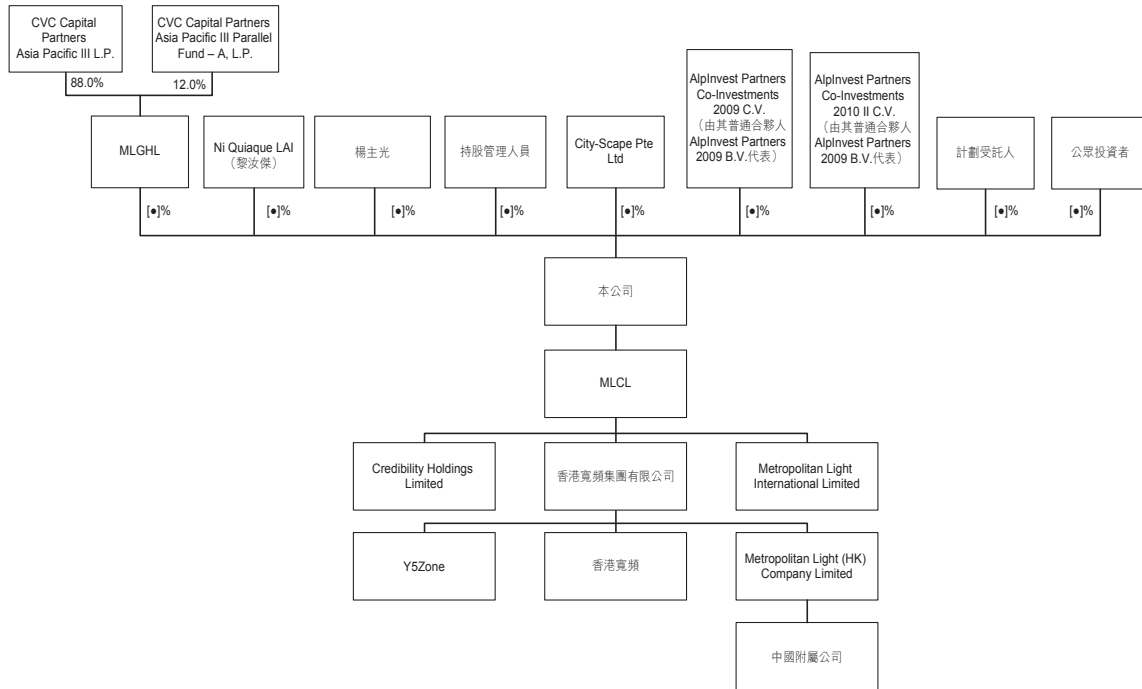 CVC Capital
Partners
Asia Pacific III L.P.
CVC Capital Partners
Asia Pacific III Parallel
Fund – A, L.P.
88.0%
12.0%
MLGHL
Ni Quiaque LAI
（黎汝傑）
楊主光
持股管理人員
City-Scape Pte
Ltd
AlpInvest Partners
Co-Investments
2009 C.V.
（由其普通合夥人
AlpInvest Partners
2009 B.V.代表）
AlpInvest Partners
Co-Investments
2010 II C.V.
（由其普通合夥人
AlpInvest Partners
2009 B.V.代表）
計劃受託人
公眾投資者
[●]%
[●]%
[●]%
[●]%
[●]%
[●]%
[●]%
[●]%
[●]%
本公司
MLCL
Credibility Holdings
Limited
香港寬頻集團有限公司
Metropolitan Light
International Limited
Y5Zone
香港寬頻
Metropolitan Light (HK)
Company Limited
中國附屬公司